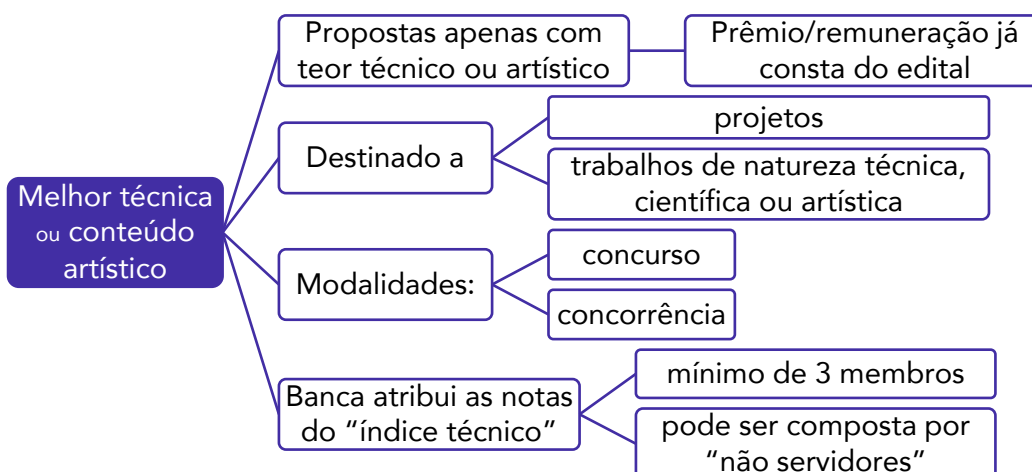 Melhor técnica
ou conteúdo
artístico
Propostas apenas com
teor técnico ou artístico
Prêmio/remuneração já
consta do edital
Destinado a
projetos
trabalhos de natureza técnica,
científica ou artística
Modalidades:
concurso
concorrência
Banca atribui as notas
do “índice técnico”
mínimo de 3 membros
pode ser composta por
“não servidores”